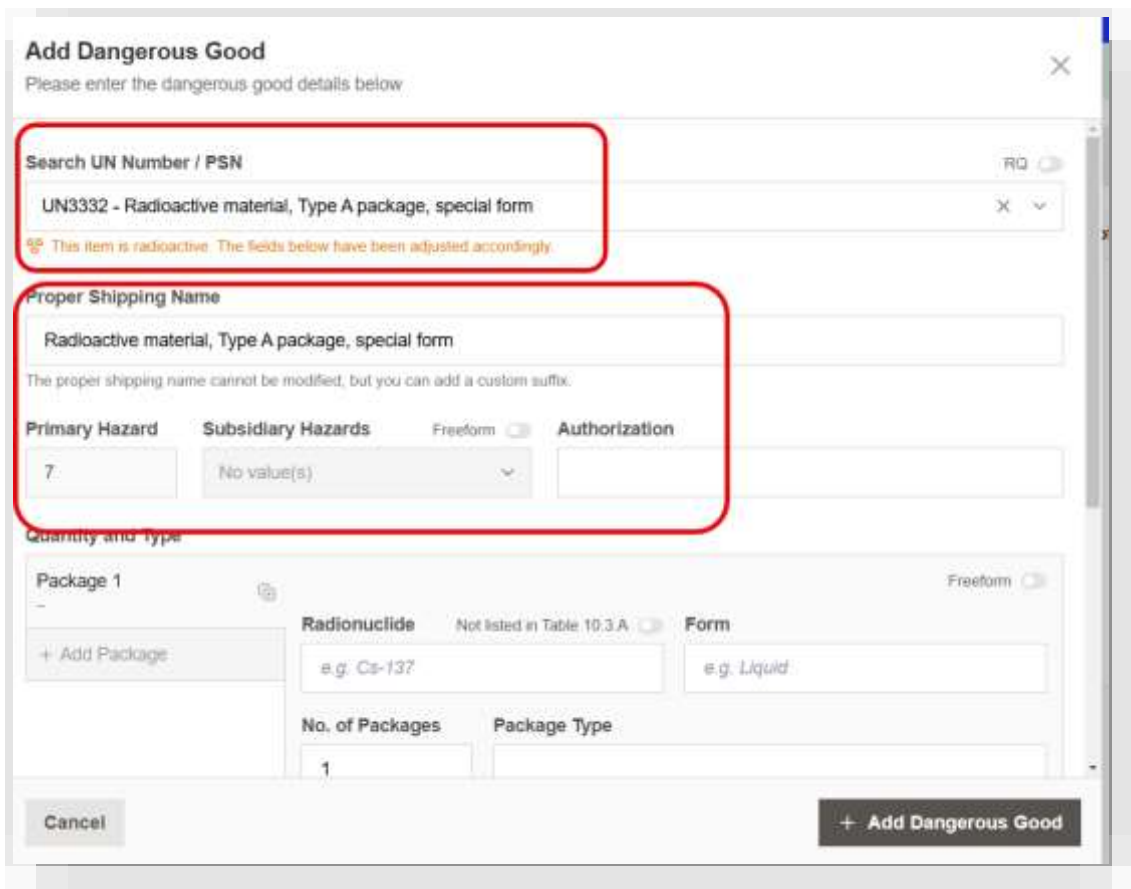 Add Dangerous Good
Please enter the dangerous good details below
Search UN Number / PSN
RQ
UN3332 - Radioactive material, Type A package, special form
This item is radioactive. The fields below have been adjusted accordingly.
Proper Shipping Name
Radioactive material, Type A package, special form
The proper shipping name cannot be modified, but you can add a custom suffix.
Primary Hazard Subsidiary Hazards Freeform Authorization
7 No value(s)
Quantity and Type
Package 1 Freeform
–
Radionuclide Not listed in Table 10.3.A Form
+ Add Package e.g. Cs-137 e.g. Liquid
No. of Packages Package Type
1
Cancel + Add Dangerous Good